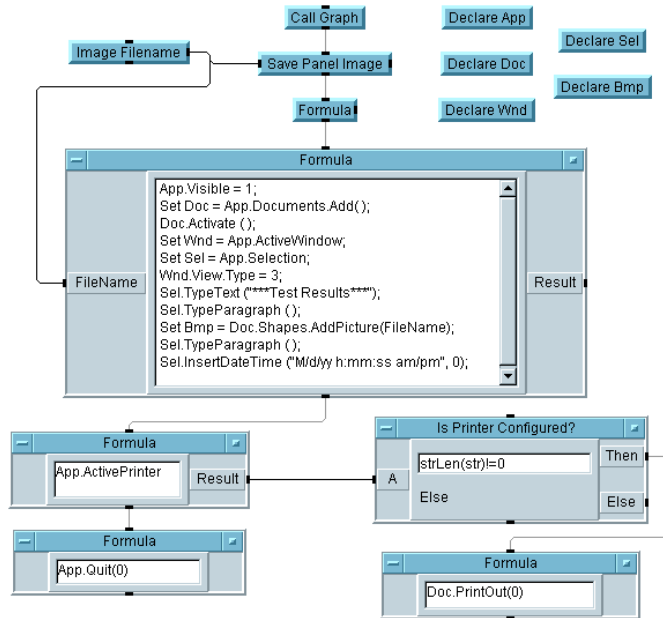 Call Graph
Declare App
Image Filename
Declare Sel
Save Panel Image
Declare Doc
Declare Bmp
Formula
Declare Wnd
Formula
App.Visible = 1;
Set Doc = App.Documents.Add();
Doc.Activate ();
Set Wnd = App.ActiveWindow;
Set Sel = App.Selection;
Wnd.View.Type = 3;
Sel.TypeText ("***Test Results***");
Sel.TypeParagraph ();
Set Bmp = Doc.Shapes.AddPicture(FileName);
Sel.TypeParagraph ();
Sel.InsertDateTime ("M/d/yy h:mm:ss am/pm", 0);
FileName
Result
Formula
App.ActivePrinter
Result
Is Printer Configured?
A
strLen(str)!=0
Then
Else
Else
Formula
App.Quit(0)
Formula
Doc.PrintOut(0)